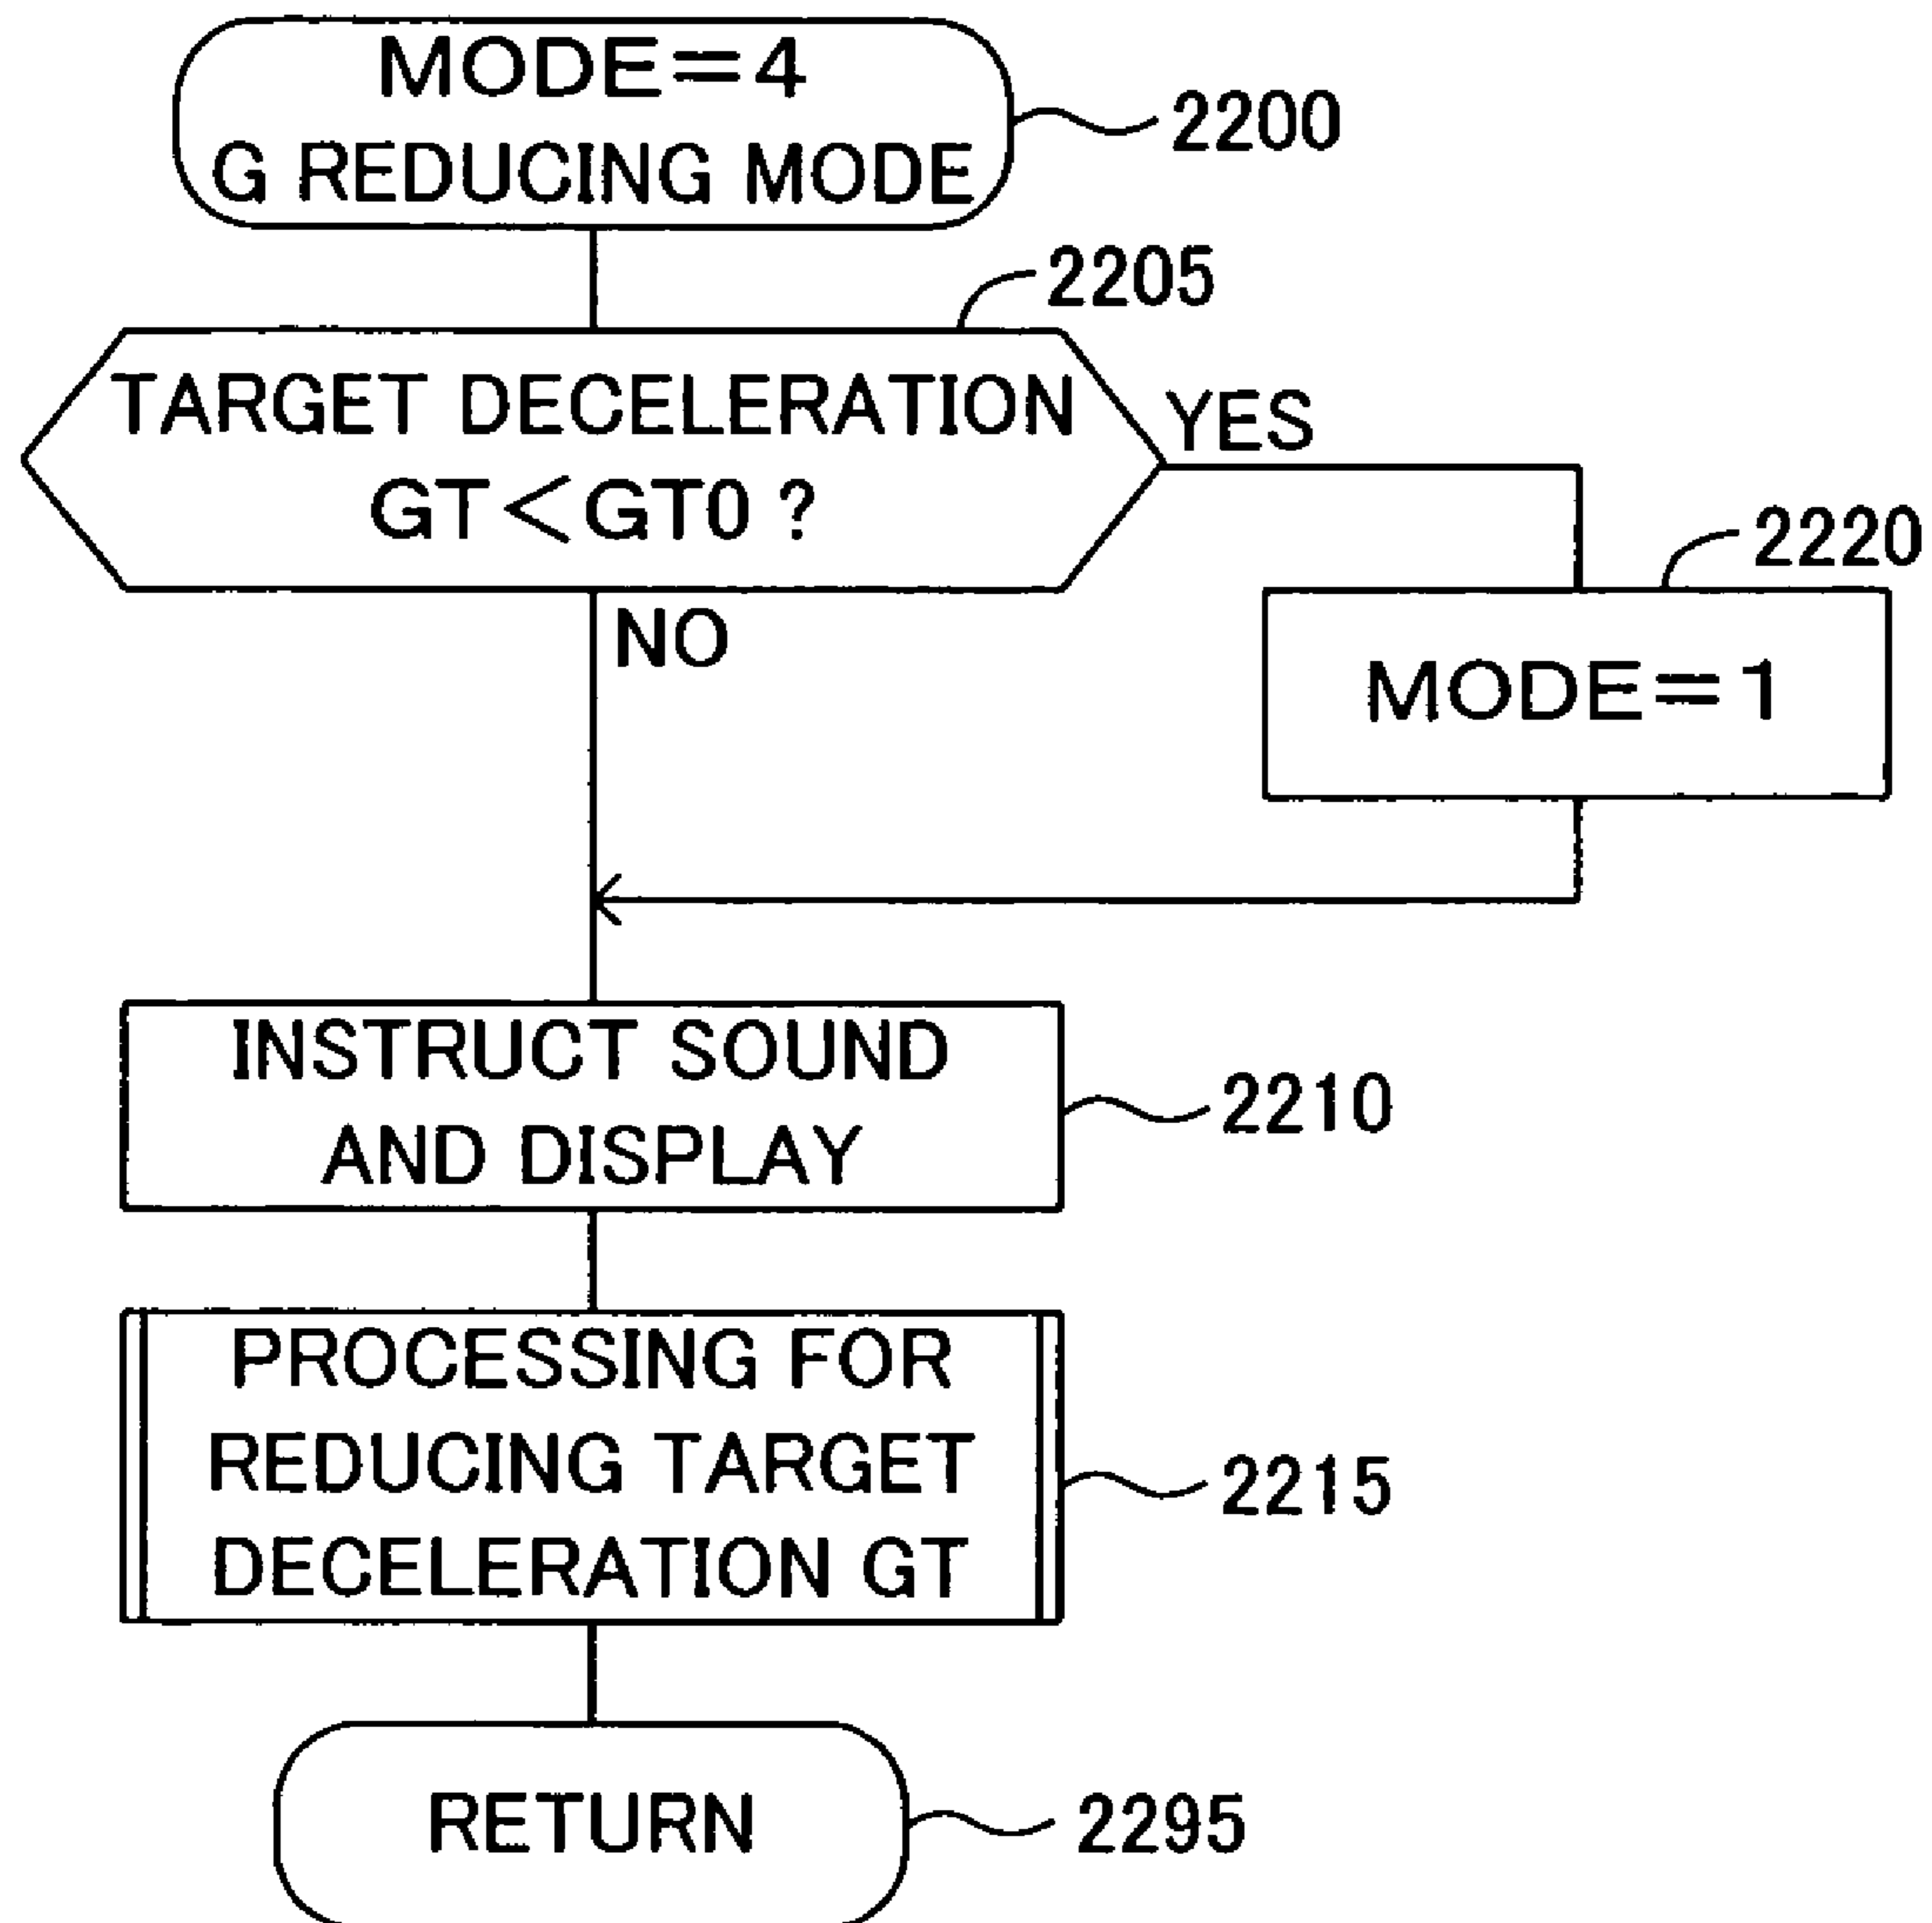 MODE=4
G REDUCING MODE
2200
2205
TARGET DECELERATION
GT<GT0?
YES
2220
NO
MODE=1
INSTRUCT SOUND
AND DISPLAY
2210
PROCESSING FOR
REDUCING TARGET
DECELERATION GT
2215
RETURN
2295